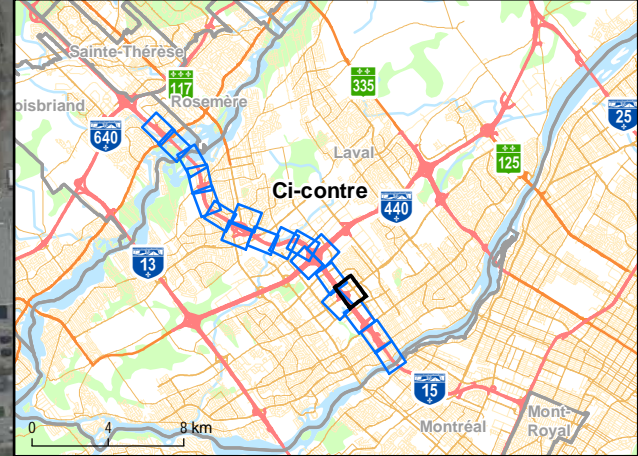 Sainte-Thérèse
117
335
oisbriand
Rosemère
25
640
Laval
125
Ci-contre
440
13
15
Mont-
Royal
Montréal
0 4 8 km